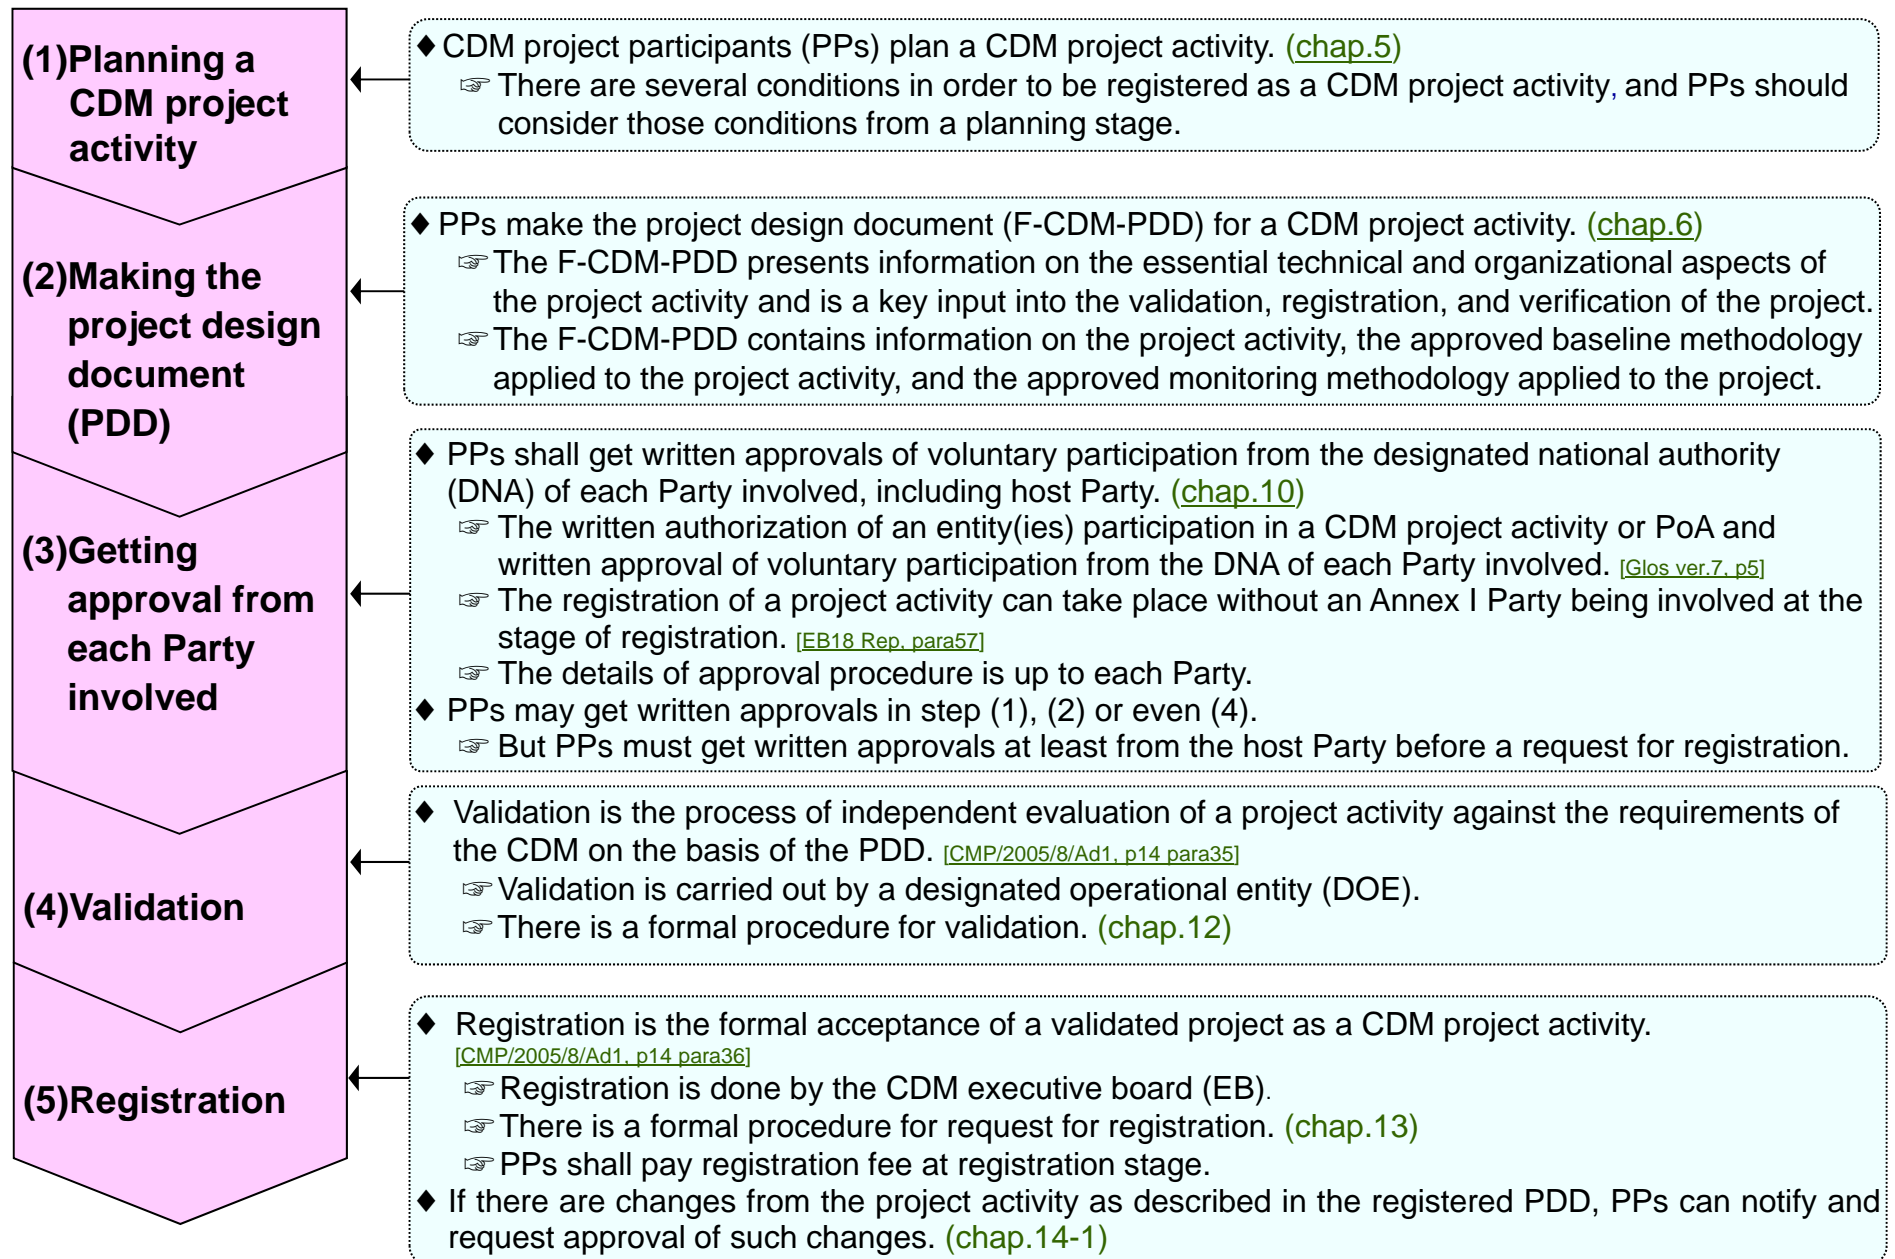 (1)Planning a
CDM project
activity
♦ CDM project participants (PPs) plan a CDM project activity. (chap.5)
☞ There are several conditions in order to be registered as a CDM project activity, and PPs should
consider those conditions from a planning stage.
(2)Making the
project design
document
(PDD)
♦ PPs make the project design document (F-CDM-PDD) for a CDM project activity. (chap.6)
☞ The F-CDM-PDD presents information on the essential technical and organizational aspects of
the project activity and is a key input into the validation, registration, and verification of the project.
☞ The F-CDM-PDD contains information on the project activity, the approved baseline methodology
applied to the project activity, and the approved monitoring methodology applied to the project.
(3)Getting
approval from
each Party
involved
♦ PPs shall get written approvals of voluntary participation from the designated national authority
(DNA) of each Party involved, including host Party. (chap.10)
☞ The written authorization of an entity(ies) participation in a CDM project activity or PoA and
written approval of voluntary participation from the DNA of each Party involved. [Glos ver.7, p5]
☞ The registration of a project activity can take place without an Annex I Party being involved at the
stage of registration. [EB18 Rep, para57]
☞ The details of approval procedure is up to each Party.
♦ PPs may get written approvals in step (1), (2) or even (4).
☞ But PPs must get written approvals at least from the host Party before a request for registration.
(4)Validation
♦ Validation is the process of independent evaluation of a project activity against the requirements of
the CDM on the basis of the PDD. [CMP/2005/8/Ad1, p14 para35]
☞ Validation is carried out by a designated operational entity (DOE).
☞ There is a formal procedure for validation. (chap.12)
(5)Registration
♦ Registration is the formal acceptance of a validated project as a CDM project activity.
[CMP/2005/8/Ad1, p14 para36]
☞ Registration is done by the CDM executive board (EB).
☞ There is a formal procedure for request for registration. (chap.13)
☞ PPs shall pay registration fee at registration stage.
♦ If there are changes from the project activity as described in the registered PDD, PPs can notify and
request approval of such changes. (chap.14-1)